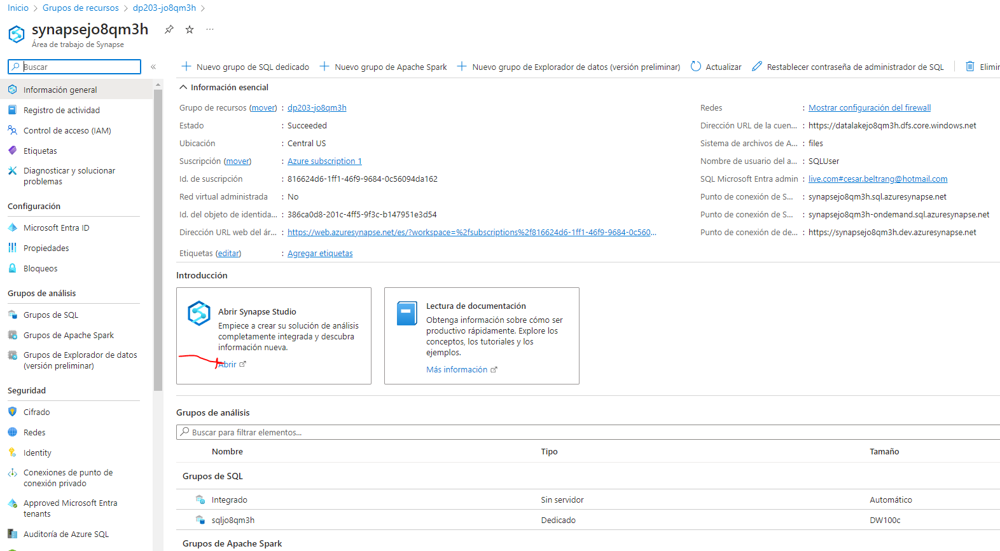 Inicio > Grupos de recursos > dp203-jo8qm3h >
synapsejo8qm3h
Área de trabajo de Synapse
Buscar
Nuevo grupo de SQL dedicado
Nuevo grupo de Apache Spark
Nuevo grupo de Explorador de datos (versión preliminar)
Actualizar
Restablecer contraseña de administrador de SQL
Elimir
Información general
Registro de actividad
Control de acceso (IAM)
Etiquetas
Diagnosticar y solucionar
problemas
Configuración
Microsoft Entra ID
Propiedades
Bloqueos
Grupos de análisis
Grupos de SQL
Grupos de Apache Spark
Grupos de Explorador de datos
(versión preliminar)
Seguridad
Cifrado
Redes
Identity
Conexiones de punto de
conexión privado
Approved Microsoft Entra
tenants
Auditoría de Azure SQL
Información esencial
Grupo de recursos (mover) : dp203-jo8qm3h
Estado : Succeeded
Ubicación : Central US
Suscripción (mover) : Azure subscription 1
Id. de suscripción : 816624d6-1ff1-46f9-9684-0c56094da162
Red virtual administrada : No
Id. del objeto de identida... : 386ca0d8-201c-4ff5-9f3c-b147951e3d54
Dirección URL web del ár... : https://web.azuresynapse.net/es/?workspace=%2fsubscriptions%2f816624d6-1ff1-46f9-9684-0c560...
Etiquetas (editar) : Agregar etiquetas
Redes : Mostrar configuración del firewall
Dirección URL de la cuen... : https://datalakejo8qm3h.dfs.core.windows.net
Sistema de archivos de A... : files
Nombre de usuario del a... : SQLUser
SQL Microsoft Entra admin : live.com#cesar.beltrang@hotmail.com
Punto de conexión de S... : synapsejo8qm3h.sql.azuresynapse.net
Punto de conexión de S... : synapsejo8qm3h-ondemand.sql.azuresynapse.net
Punto de conexión de de... : https://synapsejo8qm3h.dev.azuresynapse.net
Introducción
Abrir Synapse Studio
Empiece a crear su solución de análisis
completamente integrada y descubra
información nueva.
Abrir
Lectura de documentación
Obtenga información sobre cómo ser
productivo rápidamente. Explore los
conceptos, los tutoriales y los
ejemplos.
Más información
Grupos de análisis
Buscar para filtrar elementos...
Nombre Tipo Tamaño
Grupos de SQL
Integrado Sin servidor Automático
sqljo8qm3h Dedicado DW100c
Grupos de Apache Spark